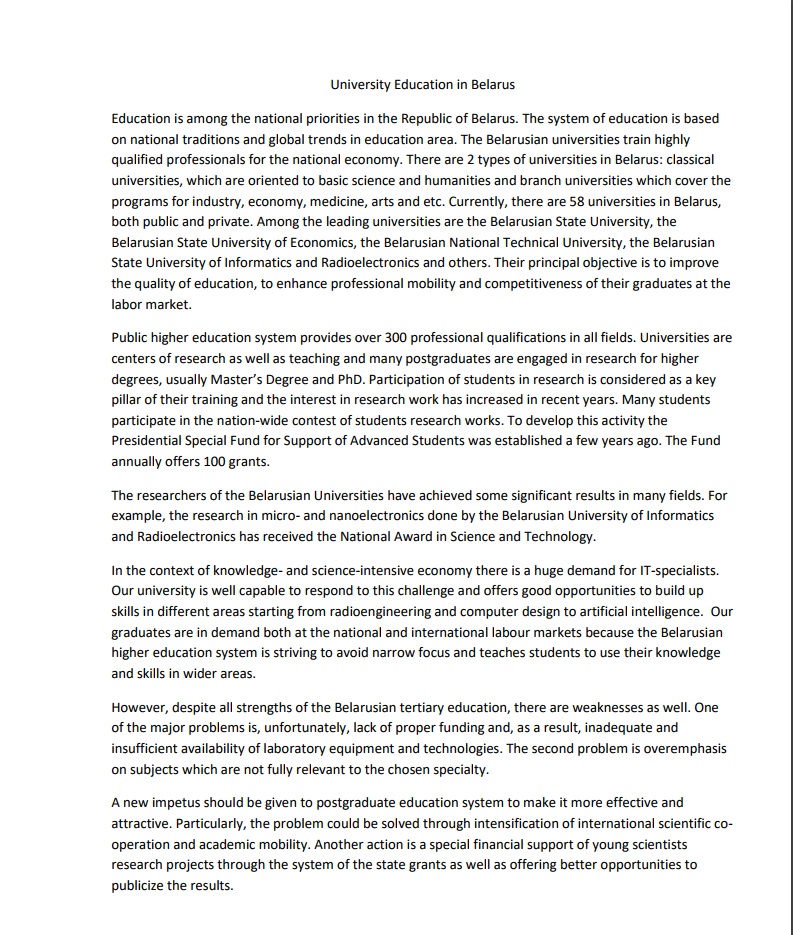 University Education in Belarus
Education is among the national priorities in the Republic of Belarus. The system of education is based
on national traditions and global trends in education area. The Belarusian universities train highly
qualified professionals for the national economy. There are 2 types of universities in Belarus: classical
universities, which are oriented to basic science and humanities and branch universities which cover the
programs for industry, economy, medicine, arts and etc. Currently, there are 58 universities in Belarus,
both public and private. Among the leading universities are the Belarusian State University, the
Belarusian State University of Economics, the Belarusian National Technical University, the Belarusian
State University of Informatics and Radioelectronics and others. Their principal objective is to improve
the quality of education, to enhance professional mobility and competitiveness of their graduates at the
labor market.
Public higher education system provides over 300 professional qualifications in all fields. Universities are
centers of research as well as teaching and many postgraduates are engaged in research for higher
degrees, usually Master’s Degree and PhD. Participation of students in research is considered as a key
pillar of their training and the interest in research work has increased in recent years. Many students
participate in the nation-wide contest of students research works. To develop this activity the
Presidential Special Fund for Support of Advanced Students was established a few years ago. The Fund
annually offers 100 grants.
The researchers of the Belarusian Universities have achieved some significant results in many fields. For
example, the research in micro- and nanoelectronics done by the Belarusian University of Informatics
and Radioelectronics has received the National Award in Science and Technology.
In the context of knowledge- and science-intensive economy there is a huge demand for IT-specialists.
Our university is well capable to respond to this challenge and offers good opportunities to build up
skills in different areas starting from radioengineering and computer design to artificial intelligence.  Our
graduates are in demand both at the national and international labour markets because the Belarusian
higher education system is striving to avoid narrow focus and teaches students to use their knowledge
and skills in wider areas.
However, despite all strengths of the Belarusian tertiary education, there are weaknesses as well. One
of the major problems is, unfortunately, lack of proper funding and, as a result, inadequate and
insufficient availability of laboratory equipment and technologies. The second problem is overemphasis
on subjects which are not fully relevant to the chosen specialty.
A new impetus should be given to postgraduate education system to make it more effective and
attractive. Particularly, the problem could be solved through intensification of international scientific co-
operation and academic mobility. Another action is a special financial support of young scientists
research projects through the system of the state grants as well as offering better opportunities to
publicize the results.